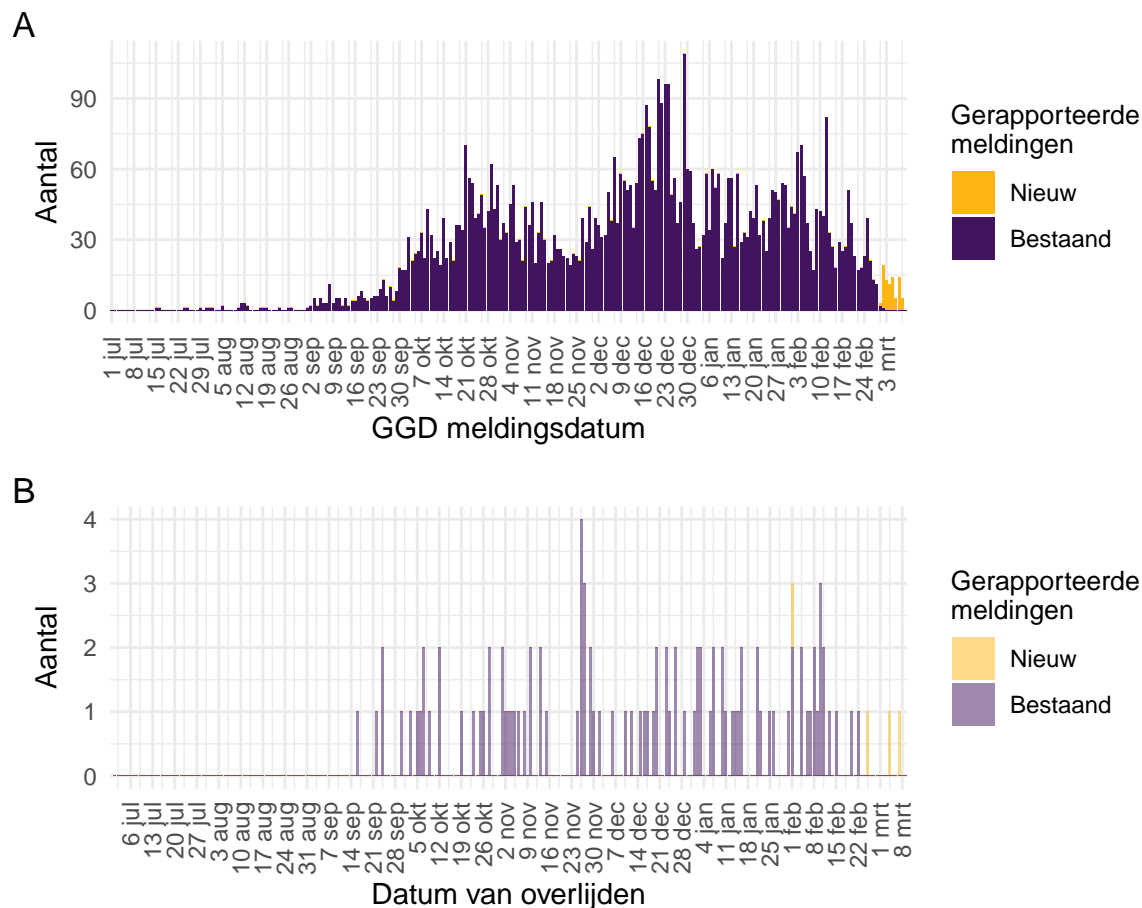 A
90
60
30
0
Aantal
1 jul
8 jul
15 jul
22 jul
29 jul
5 aug
12 aug
19 aug
26 aug
2 sep
9 sep
16 sep
23 sep
30 sep
7 okt
14 okt
21 okt
28 okt
4 nov
11 nov
18 nov
25 nov
2 dec
9 dec
16 dec
23 dec
30 dec
6 jan
13 jan
20 jan
27 jan
3 feb
10 feb
17 feb
24 feb
3 mrt
GGD meldingsdatum
Gerapporteerde
meldingen
Nieuw
Bestaand
B
4
3
2
1
0
Aantal
6 jul
13 jul
20 jul
27 jul
3 aug
10 aug
17 aug
24 aug
31 aug
7 sep
14 sep
21 sep
28 sep
5 okt
12 okt
19 okt
26 okt
2 nov
9 nov
16 nov
23 nov
30 nov
7 dec
14 dec
21 dec
28 dec
4 jan
11 jan
18 jan
25 jan
1 feb
8 feb
15 feb
22 feb
1 mrt
8 mrt
Datum van overlijden
Gerapporteerde
meldingen
Nieuw
Bestaand